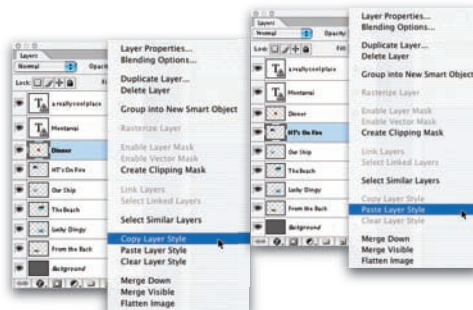 Layers
Normal
Opacit
Lock:
Fi
a really cool place
Montana!
Dinner
HT's On Fire
Our Ship
The Beach
Lucky Dingy
From the Back
Background
Layer Properties...
Blending Options...
Duplicate Layer...
Delete Layer
Group into New Smart Object
Rasterize Layer
Enable Layer Mask
Enable Vector Mask
Create Clipping Mask
Link Layers
Select Linked Layers
Select Similar Layers
Copy Layer Style
Paste Layer Style
Clear Layer Style
Merge Down
Merge Visible
Flatten Image
Layers
Normal
Opacity
Lock:
Fill:
a really cool place
Montana!
Dinner
HT's On Fire
Our Ship
The Beach
Lucky Dingy
From the Back
Background
Layer Properties...
Blending Options...
Duplicate Layer...
Delete Layer
Group into New Smart Object
Rasterize Layer
Enable Layer Mask
Enable Vector Mask
Create Clipping Mask
Link Layers
Select Linked Layers
Select Similar Layers
Copy Layer Style
Paste Layer Style
Clear Layer Style
Merge Down
Merge Visible
Flatten Image